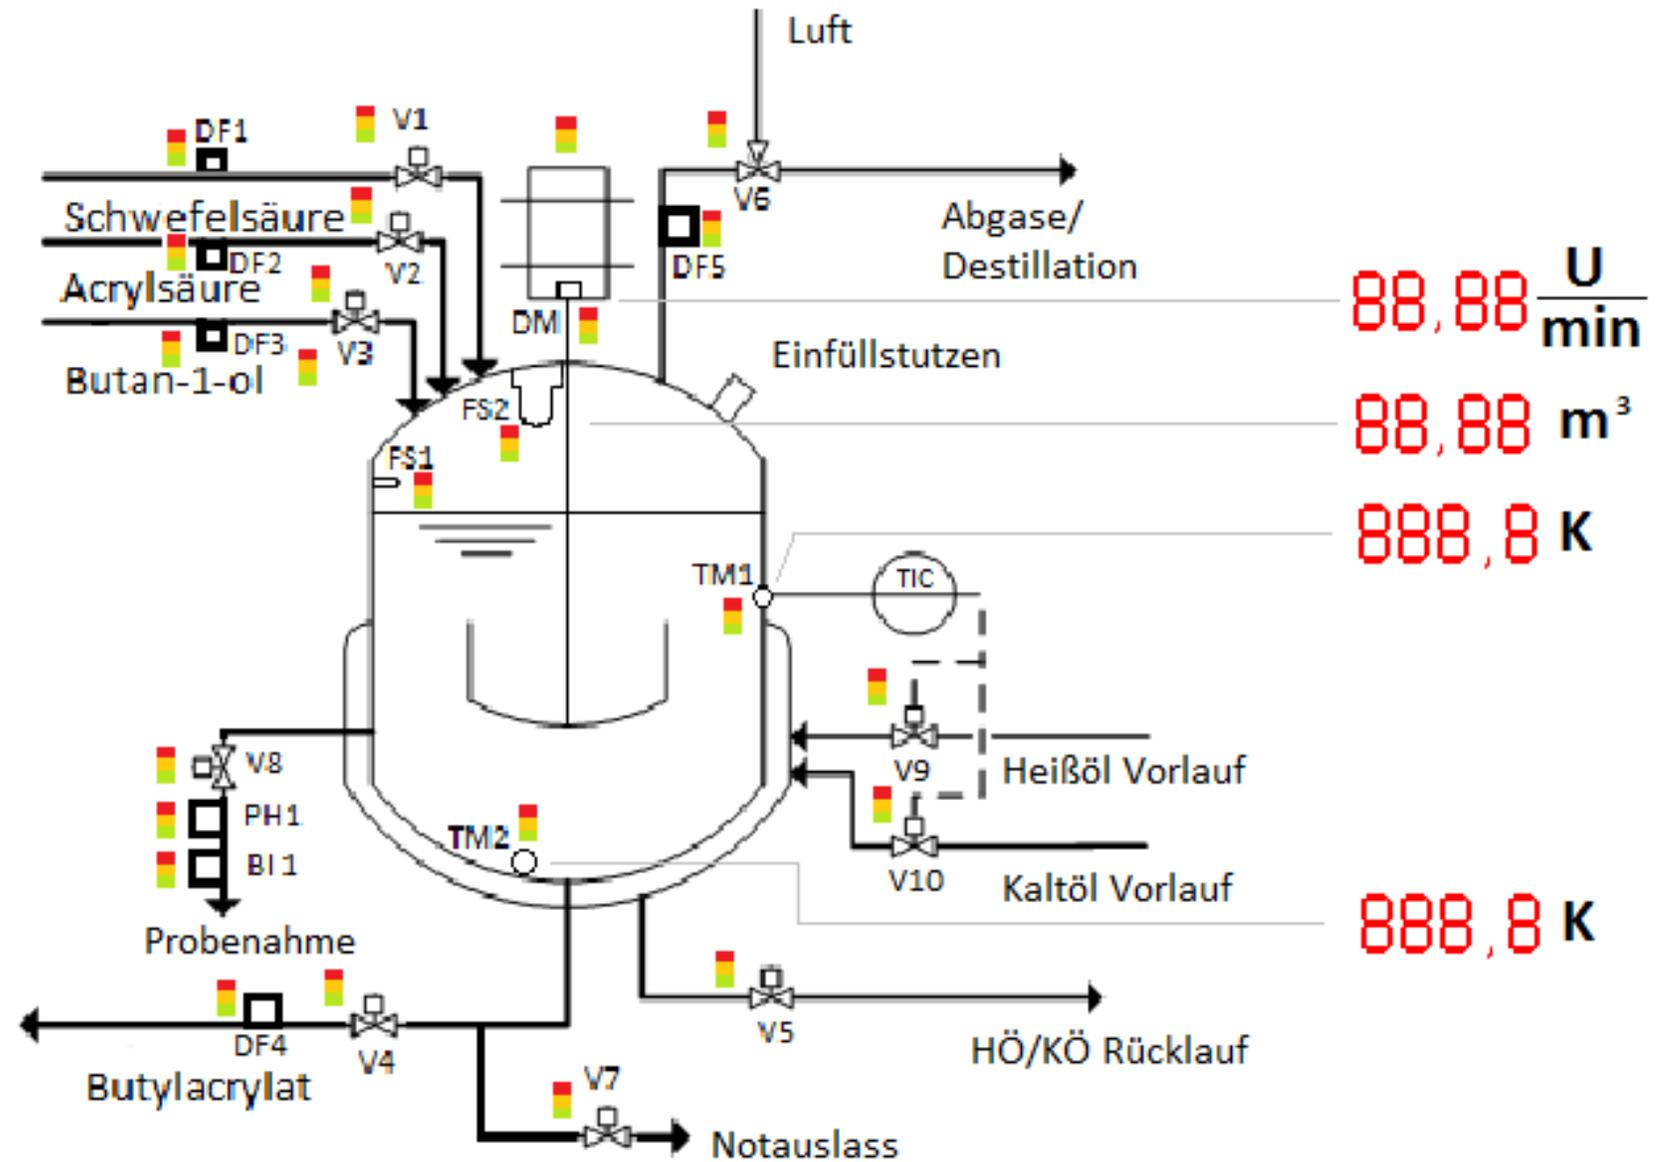 Luft
DF1
V1
Schwefelsäure
DF2
V2
V6
DF5
Abgase/
Destillation
Acrylsäure
DF3
V3
Butan-1-ol
DM
88,88 U/min
Einfüllstutzen
FS2
88,88 m³
FS1
888,8 K
TM1
TIC
V8
V9
Heißöl Vorlauf
PH1
TM2
BI1
V10
Kaltöl Vorlauf
888,8 K
Probenahme
DF4
V4
V5
HÖ/KÖ Rücklauf
Butylacrylat
V7
Notauslass